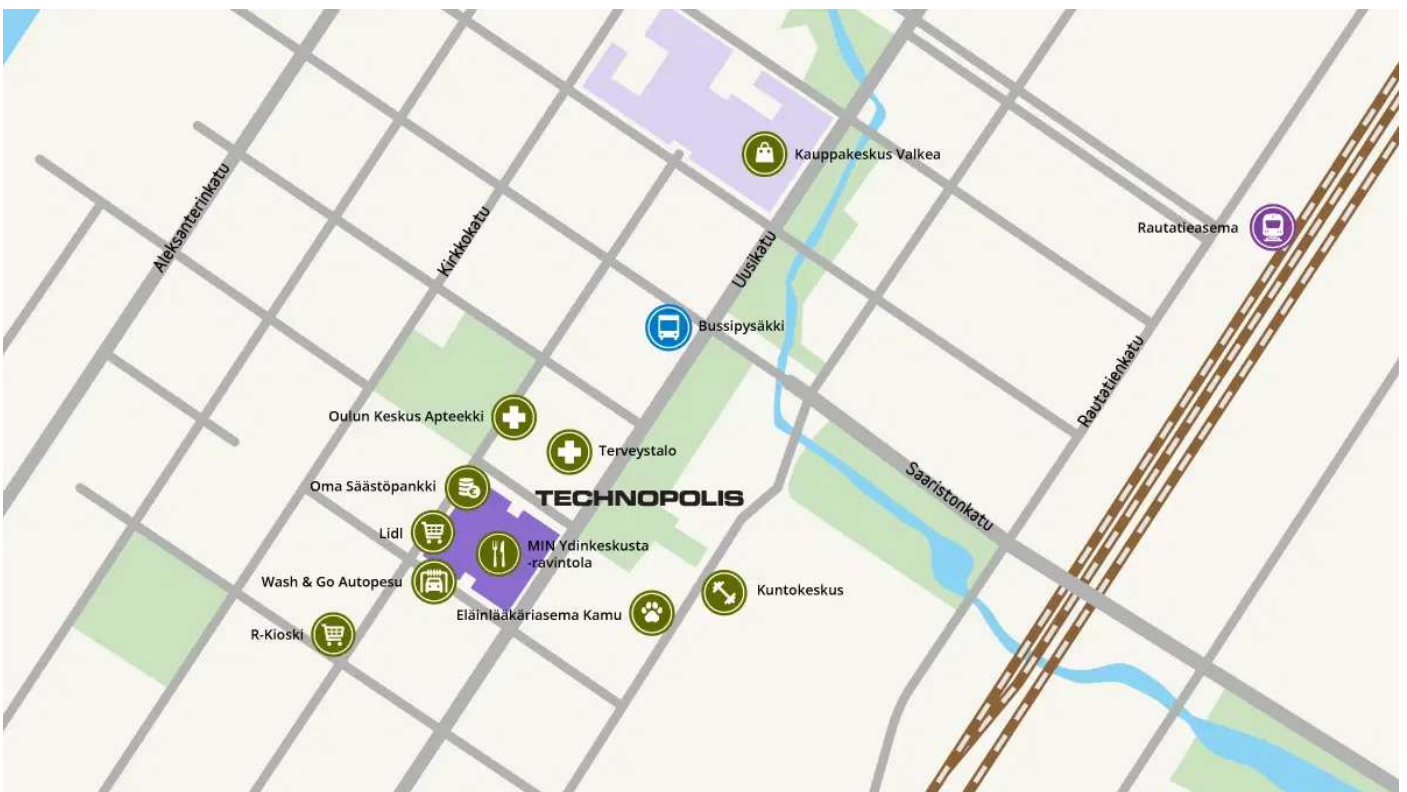 Kauppakeskus Valkea
Aleksanterinkatu
Kirkkokatu
Rautatieasema
Uusikatu
Bussipysäkki
Rautatienkatu
Oulun Keskus Apteekki
Terveystalo
Oma Säästöpankki
TECHNOPOLIS
Saaristonkatu
Lidl
MIN Ydinkeskusta
-ravintola
Wash & Go Autopesu
Kuntokeskus
Eläinlääkäriasema Kamu
R-Kioski